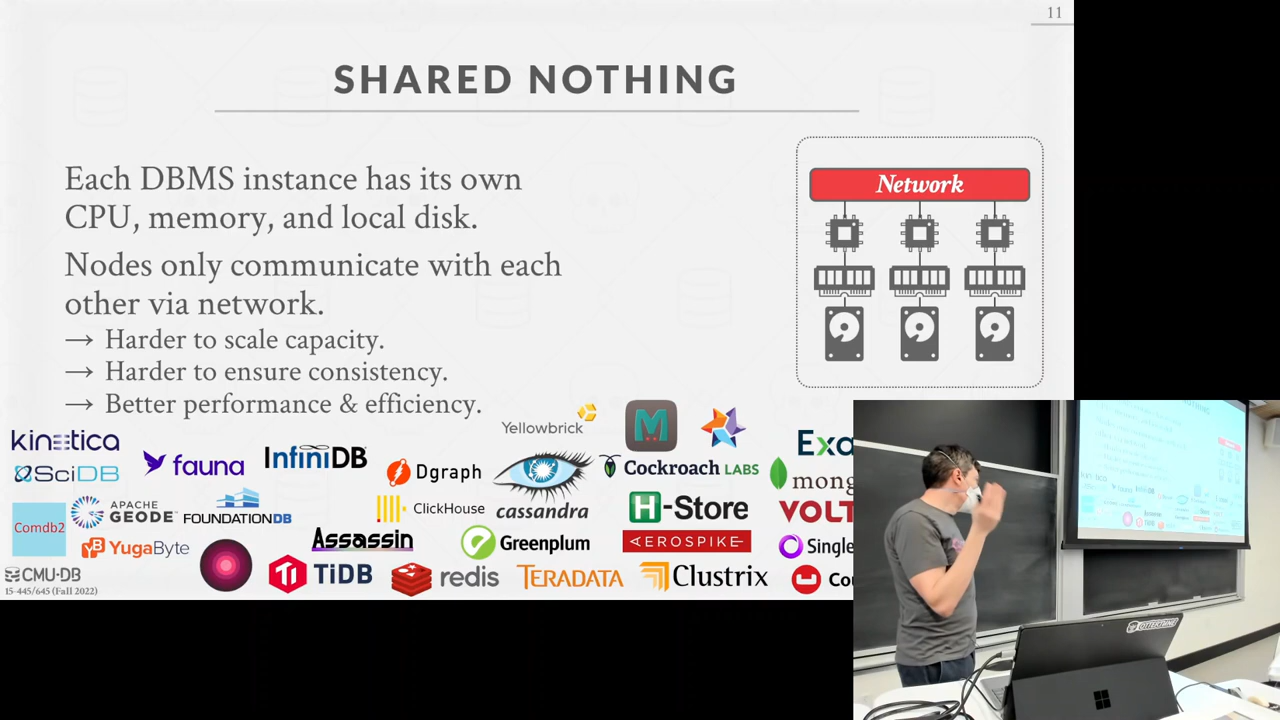 11
SHARED NOTHING
Each DBMS instance has its own
CPU, memory, and local disk.
Nodes only communicate with each
other via network.
→ Harder to scale capacity.
→ Harder to ensure consistency.
→ Better performance & efficiency.
Network
kinetica
SciDB
fauna
InfiniDB
Dgraph
Yellowbrick
M
Cockroach LABS
Exa
mong
Comdb2
APACHE
GEODE
FOUNDATIONDB
ClickHouse
cassandra
H-Store
VOLT
YugaByte
Assassin
Greenplum
AEROSPIKE
Single
TiDB
redis
TERADATA
Clustrix
Cou
CMU-DB
15-445/645 (Fall 2022)